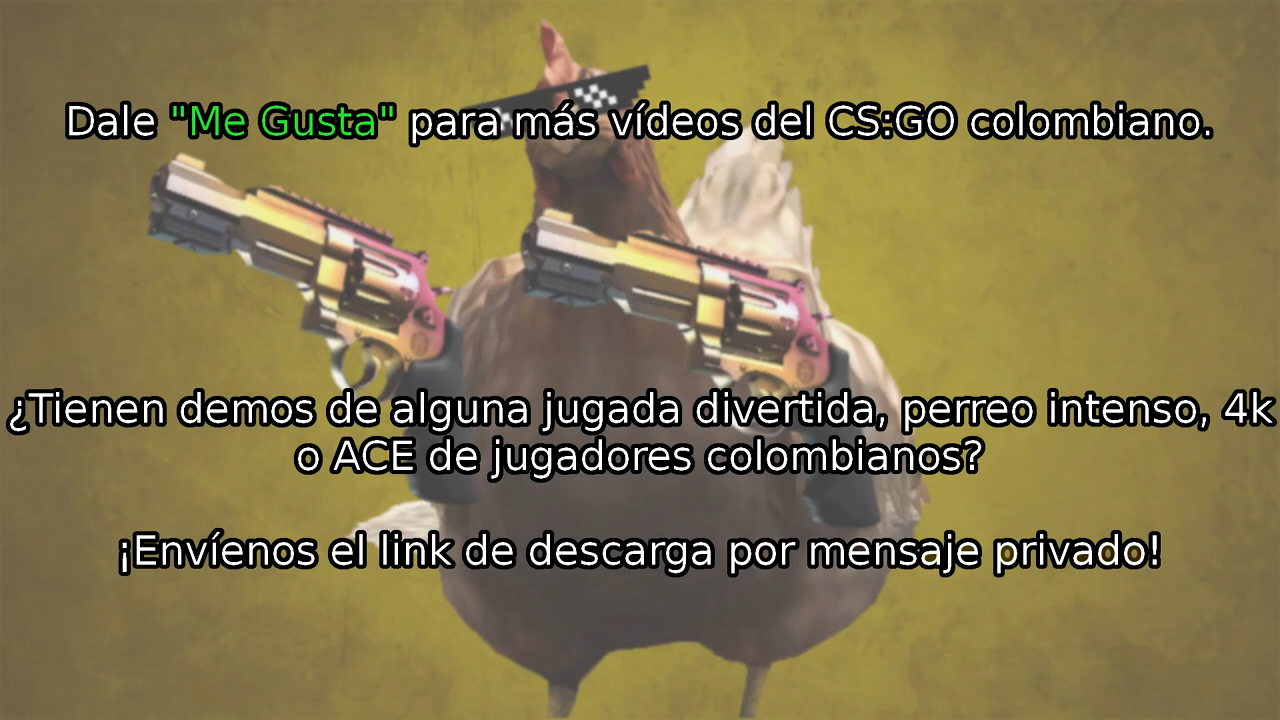 Dale "Me Gusta" para más vídeos del CS:GO colombiano.
¿Tienen demos de alguna jugada divertida, perreo intenso, 4k
o ACE de jugadores colombianos?
¡Envíenos el link de descarga por mensaje privado!